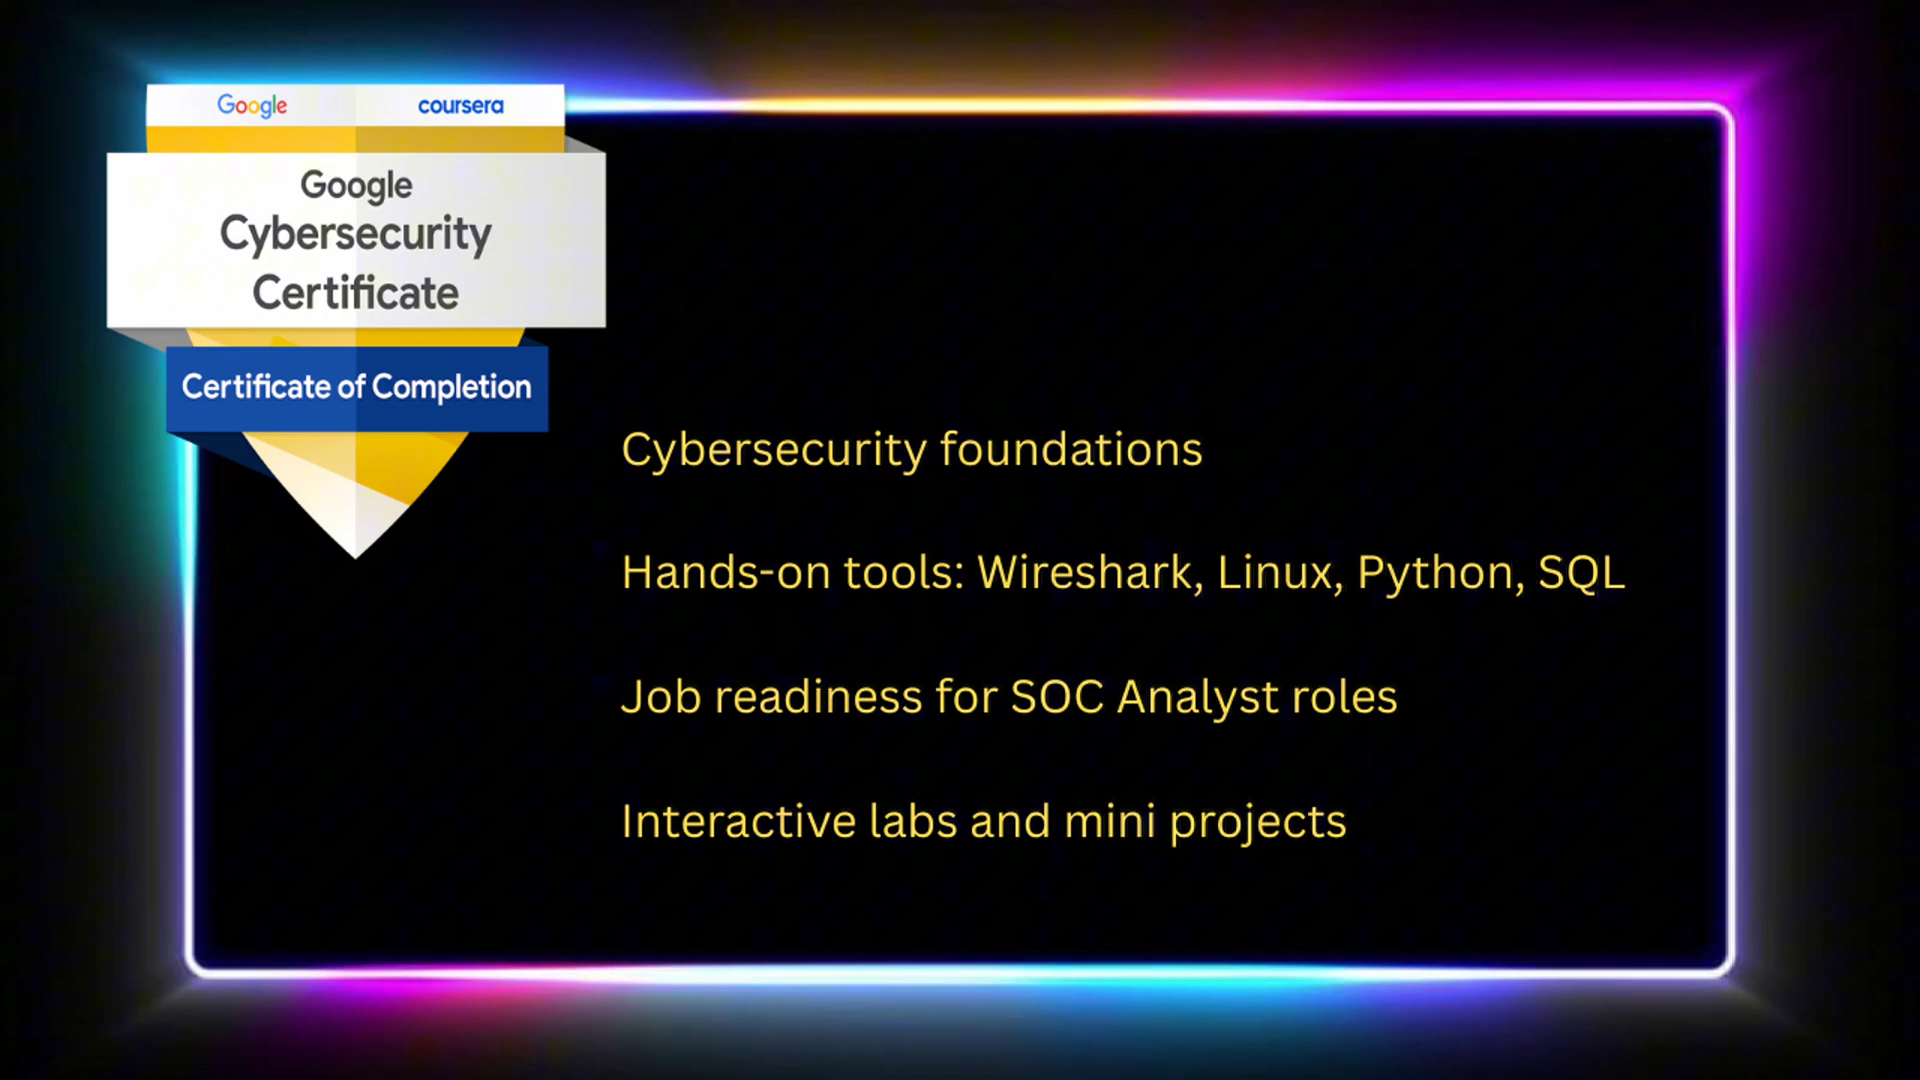 Google coursera
Google
Cybersecurity
Certificate
Certificate of Completion
Cybersecurity foundations
Hands-on tools: Wireshark, Linux, Python, SQL
Job readiness for SOC Analyst roles
Interactive labs and mini projects